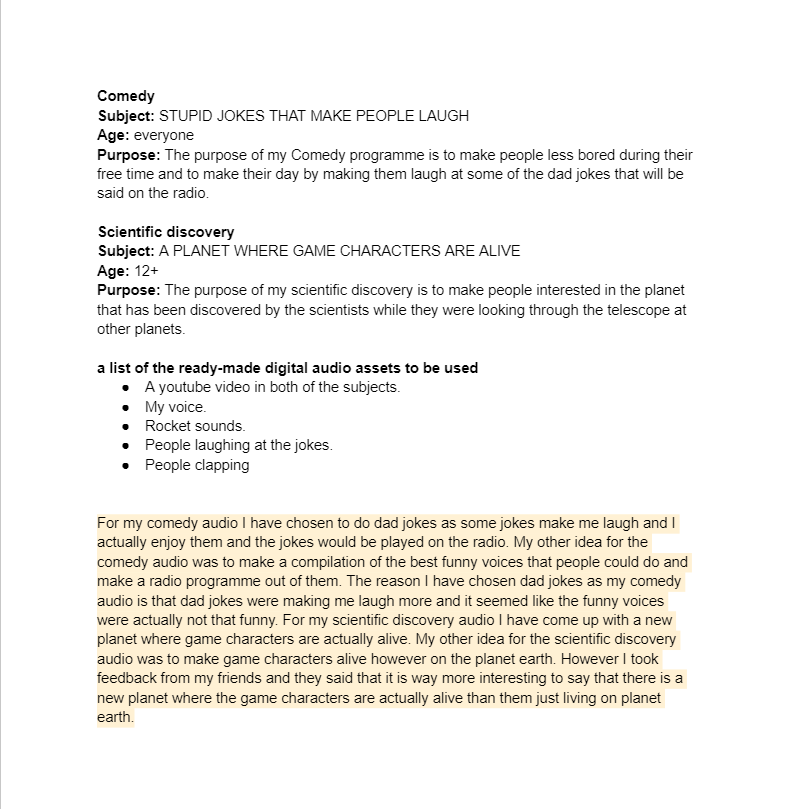 Comedy
Subject: STUPID JOKES THAT MAKE PEOPLE LAUGH
Age: everyone
Purpose: The purpose of my Comedy programme is to make people less bored during their
free time and to make their day by making them laugh at some of the dad jokes that will be
said on the radio.
Scientific discovery
Subject: A PLANET WHERE GAME CHARACTERS ARE ALIVE
Age: 12+
Purpose: The purpose of my scientific discovery is to make people interested in the planet
that has been discovered by the scientists while they were looking through the telescope at
other planets.
a list of the ready-made digital audio assets to be used
● A youtube video in both of the subjects.
● My voice.
● Rocket sounds.
● People laughing at the jokes.
● People clapping
For my comedy audio I have chosen to do dad jokes as some jokes make me laugh and I
actually enjoy them and the jokes would be played on the radio. My other idea for the
comedy audio was to make a compilation of the best funny voices that people could do and
make a radio programme out of them. The reason I have chosen dad jokes as my comedy
audio is that dad jokes were making me laugh more and it seemed like the funny voices
were actually not that funny. For my scientific discovery audio I have come up with a new
planet where game characters are actually alive. My other idea for the scientific discovery
audio was to make game characters alive however on the planet earth. However I took
feedback from my friends and they said that it is way more interesting to say that there is a
new planet where the game characters are actually alive than them just living on planet
earth.